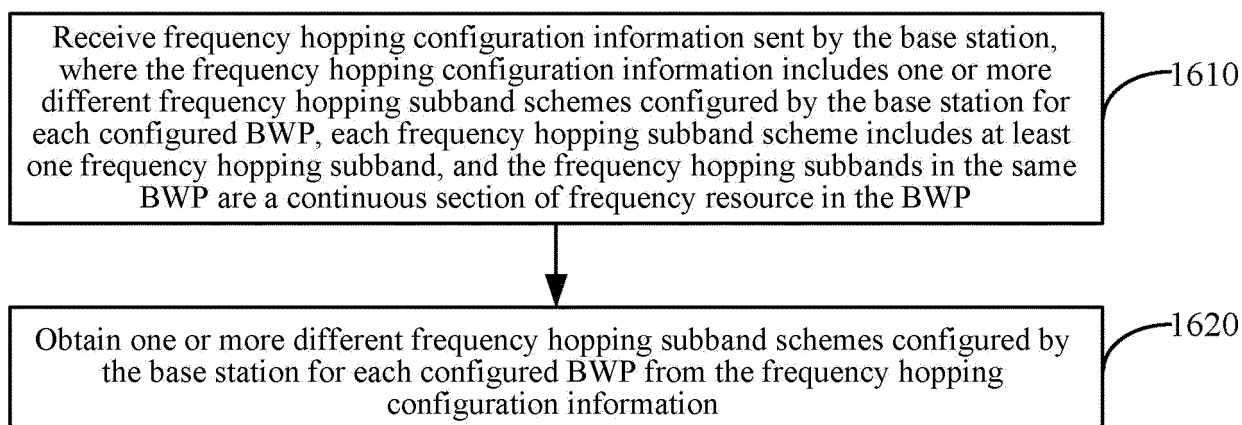 Receive frequency hopping configuration information sent by the base station,
where the frequency hopping configuration information includes one or more
different frequency hopping subband schemes configured by the base station for
each configured BWP, each frequency hopping subband scheme includes at least
one frequency hopping subband, and the frequency hopping subbands in the same
BWP are a continuous section of frequency resource in the BWP
1610
Obtain one or more different frequency hopping subband schemes configured by
the base station for each configured BWP from the frequency hopping
configuration information
1620